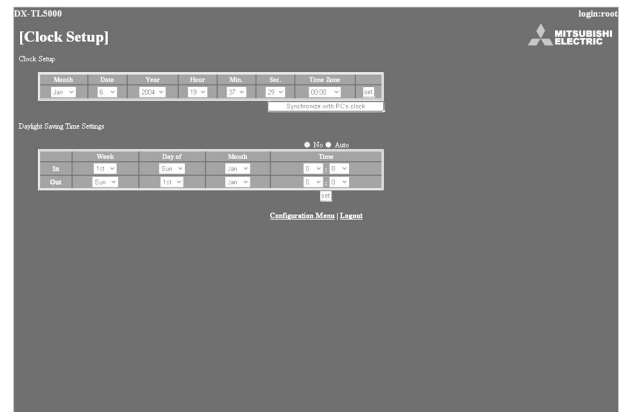 DX-TL5000 login:root
[Clock Setup]
MITSUBISHI
ELECTRIC
Clock Setup
Month Date Year Hour Min. Sec. Time Zone
Jan 6 2004 19 37 29 00:00 set
Synchronize with PC's clock
Daylight Saving Time Settings
No Auto
Week Day of Month Time
In 1st Sun Jan 0 : 0
Out Sun 1st Jan 0 : 0
set
Configuration Menu | Logout